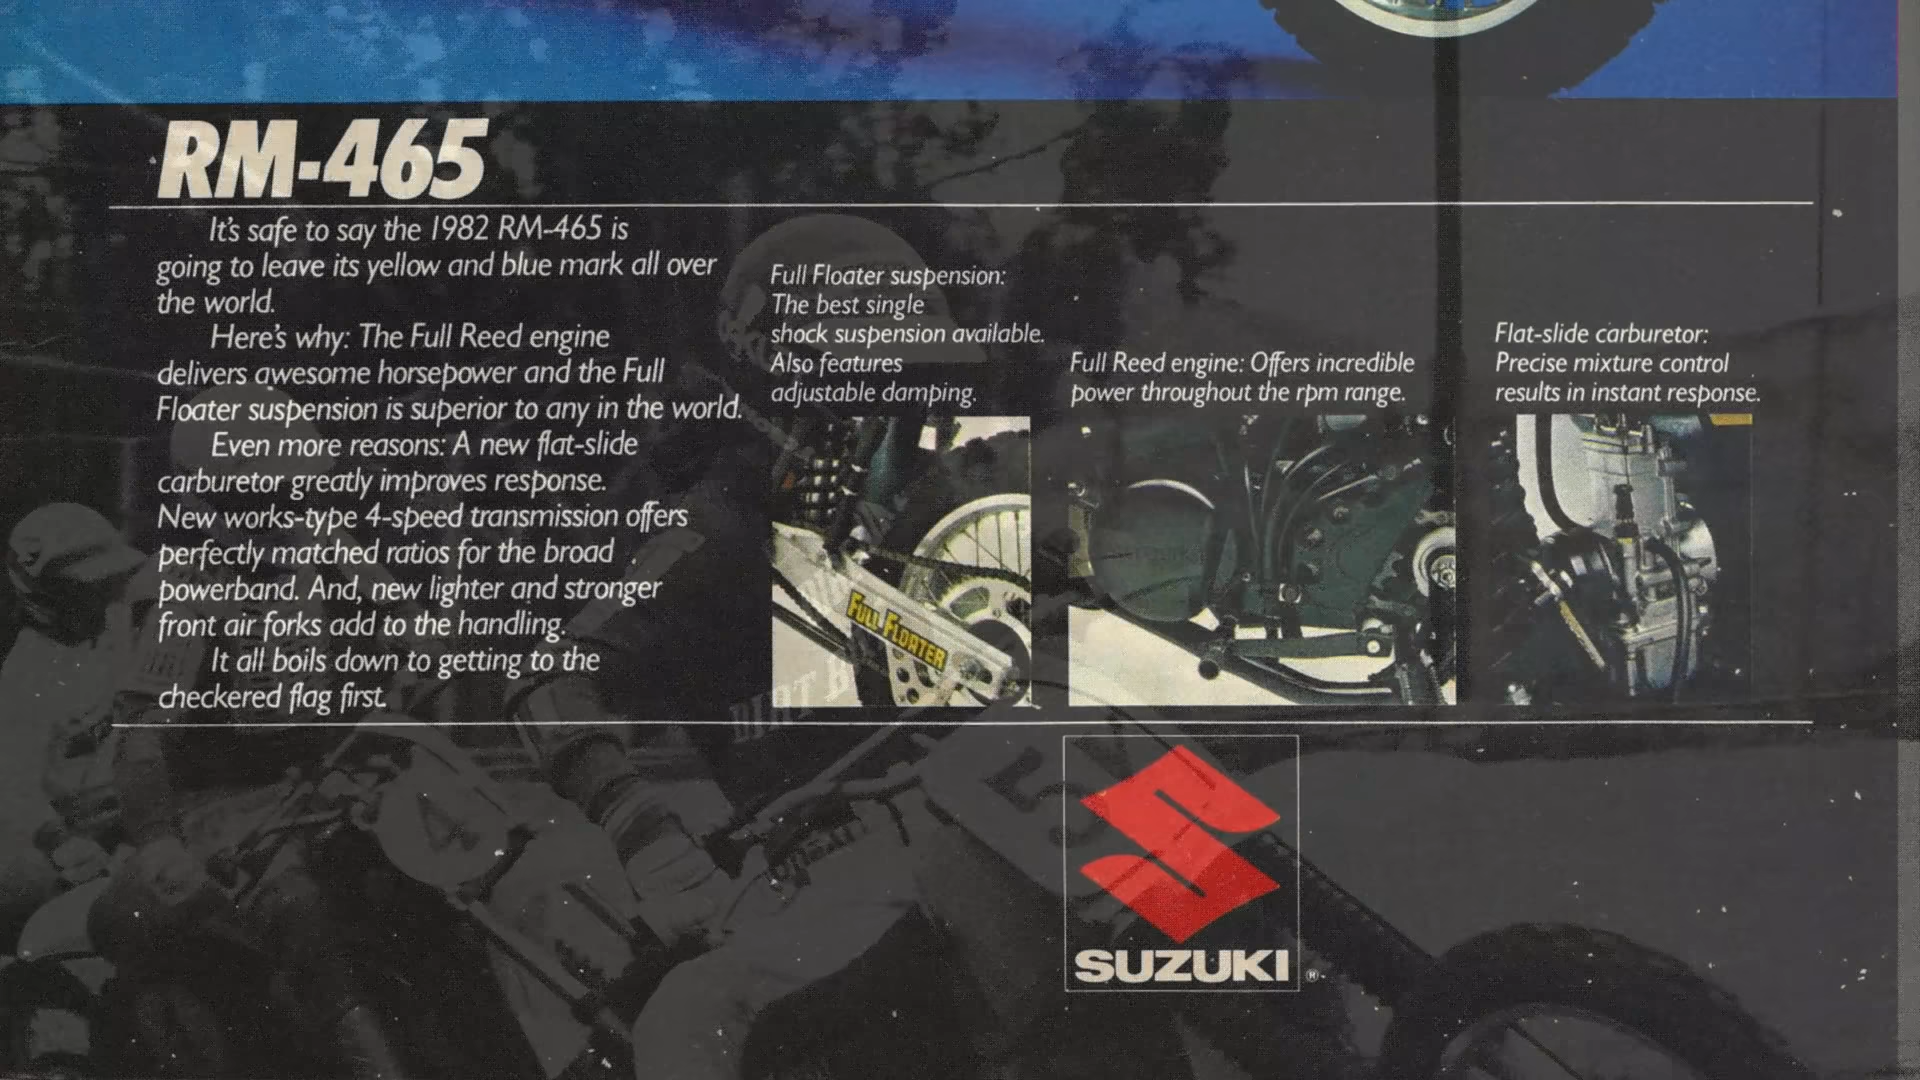 RM-465
It's safe to say the 1982 RM-465 is
going to leave its yellow and blue mark all over
the world.
Here's why: The Full Reed engine
delivers awesome horsepower and the Full
Floater suspension is superior to any in the world.
Even more reasons: A new flat-slide
carburetor greatly improves response.
New works-type 4-speed transmission offers
perfectly matched ratios for the broad
powerband. And, new lighter and stronger
front air forks add to the handling.
It all boils down to getting to the
checkered flag first.
Full Floater suspension:
The best single
shock suspension available.
Also features
adjustable damping.
FULL FLOATER
Full Reed engine: Offers incredible
power throughout the rpm range.
Flat-slide carburetor:
Precise mixture control
results in instant response.
4
5
SUZUKI ®